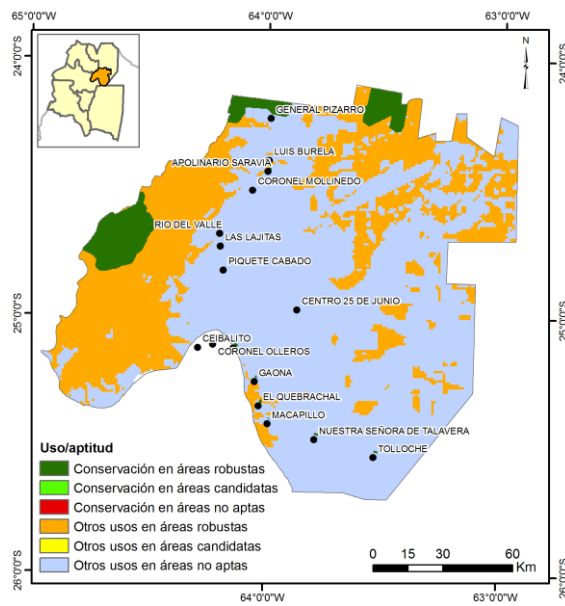 65°0'0"W 64°0'0"W 63°0'0"W
24°0'0"S 24°0'0"S
N
GENERAL PIZARRO
LUIS BURELA
APOLINARIO SARAVIA
CORONEL MOLLINEDO
RIO DEL VALLE
LAS LAJITAS
PIQUETE CABADO
CENTRO 25 DE JUNIO
25°0'0"S 25°0'0"S
CEIBALITO
CORONEL OLLEROS
GAONA
EL QUEBRACHAL
MACAPILLO
NUESTRA SEÑORA DE TALAVERA
TOLLOCHE
Uso/aptitud
Conservación en áreas robustas
Conservación en áreas candidatas
Conservación en áreas no aptas
Otros usos en áreas robustas
Otros usos en áreas candidatas
Otros usos en áreas no aptas
0 15 30 60
Km
26°0'0"S 26°0'0"S
64°0'0"W 63°0'0"W